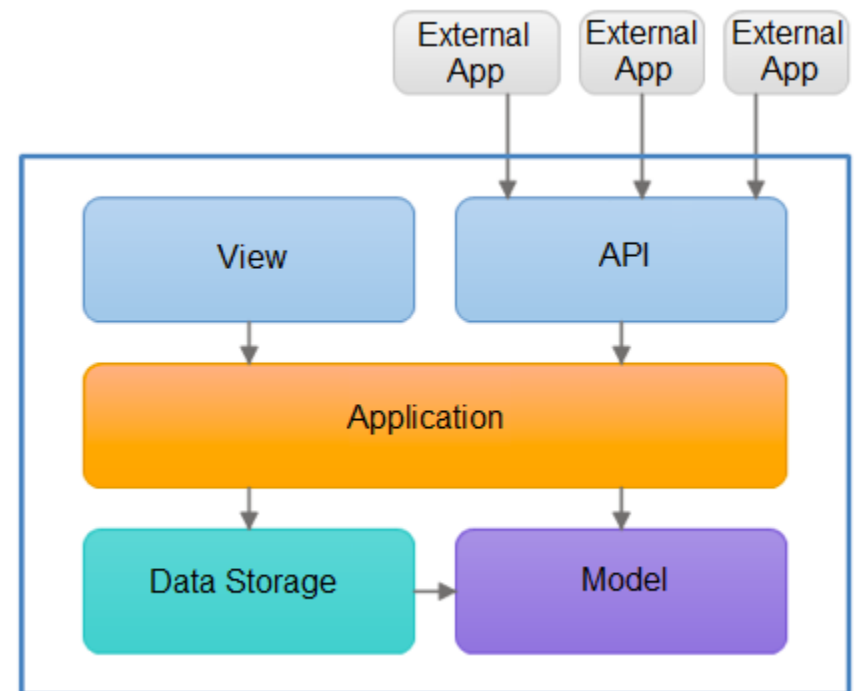 External
App
External
App
External
App
View
API
Application
Data Storage
Model